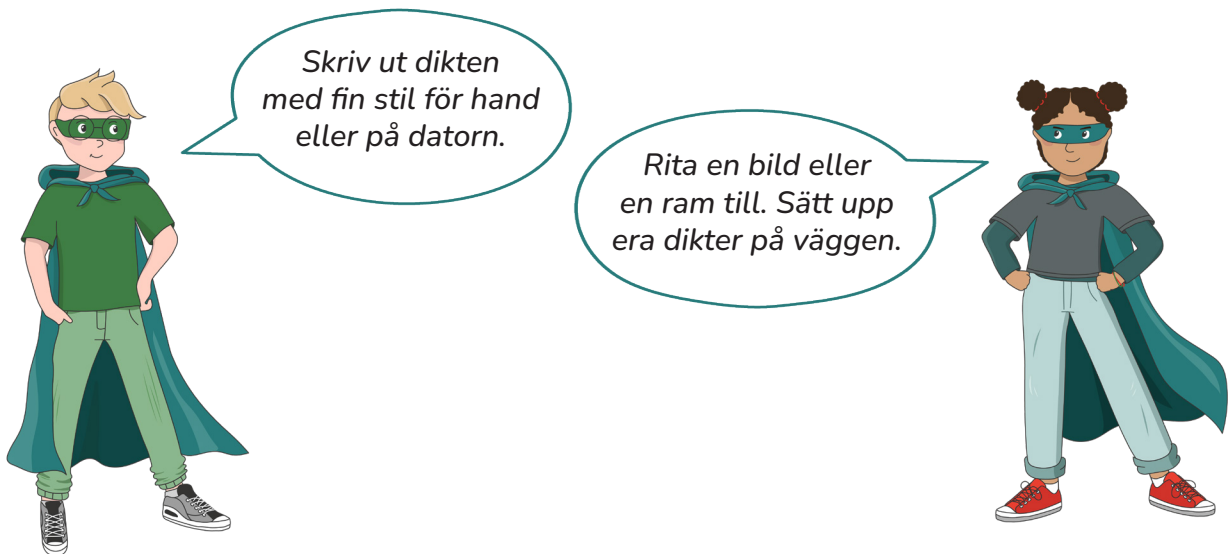 Skriv ut dikten
med fin stil för hand
eller på datorn.
Rita en bild eller
en ram till. Sätt upp
era dikter på väggen.